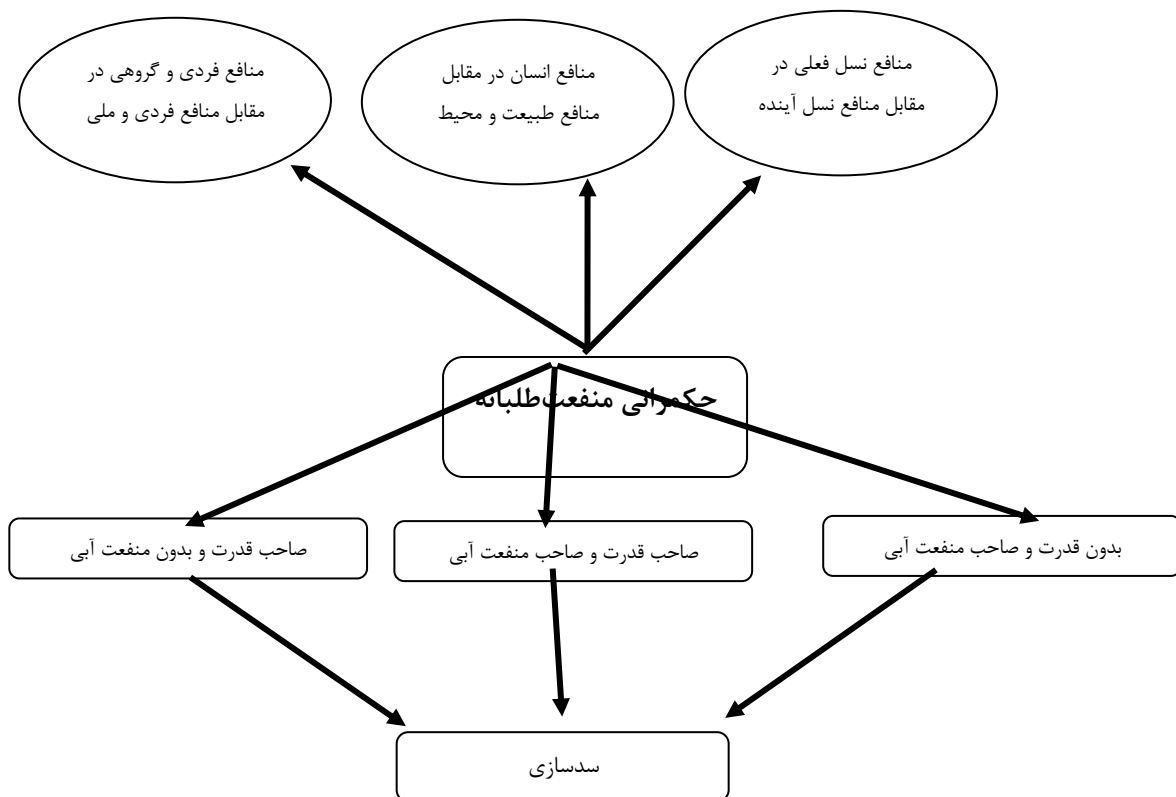 منافع نسل فعلی در
مقابل منافع نسل آینده
منافع انسان در مقابل
منافع طبیعت و محیط
منافع فردی و گروهی در
مقابل منافع فردی و ملی
حکمرانی منفعت‌طلبانه
بدون قدرت و صاحب منفعت آبی
صاحب قدرت و صاحب منفعت آبی
صاحب قدرت و بدون منفعت آبی
سدسازی